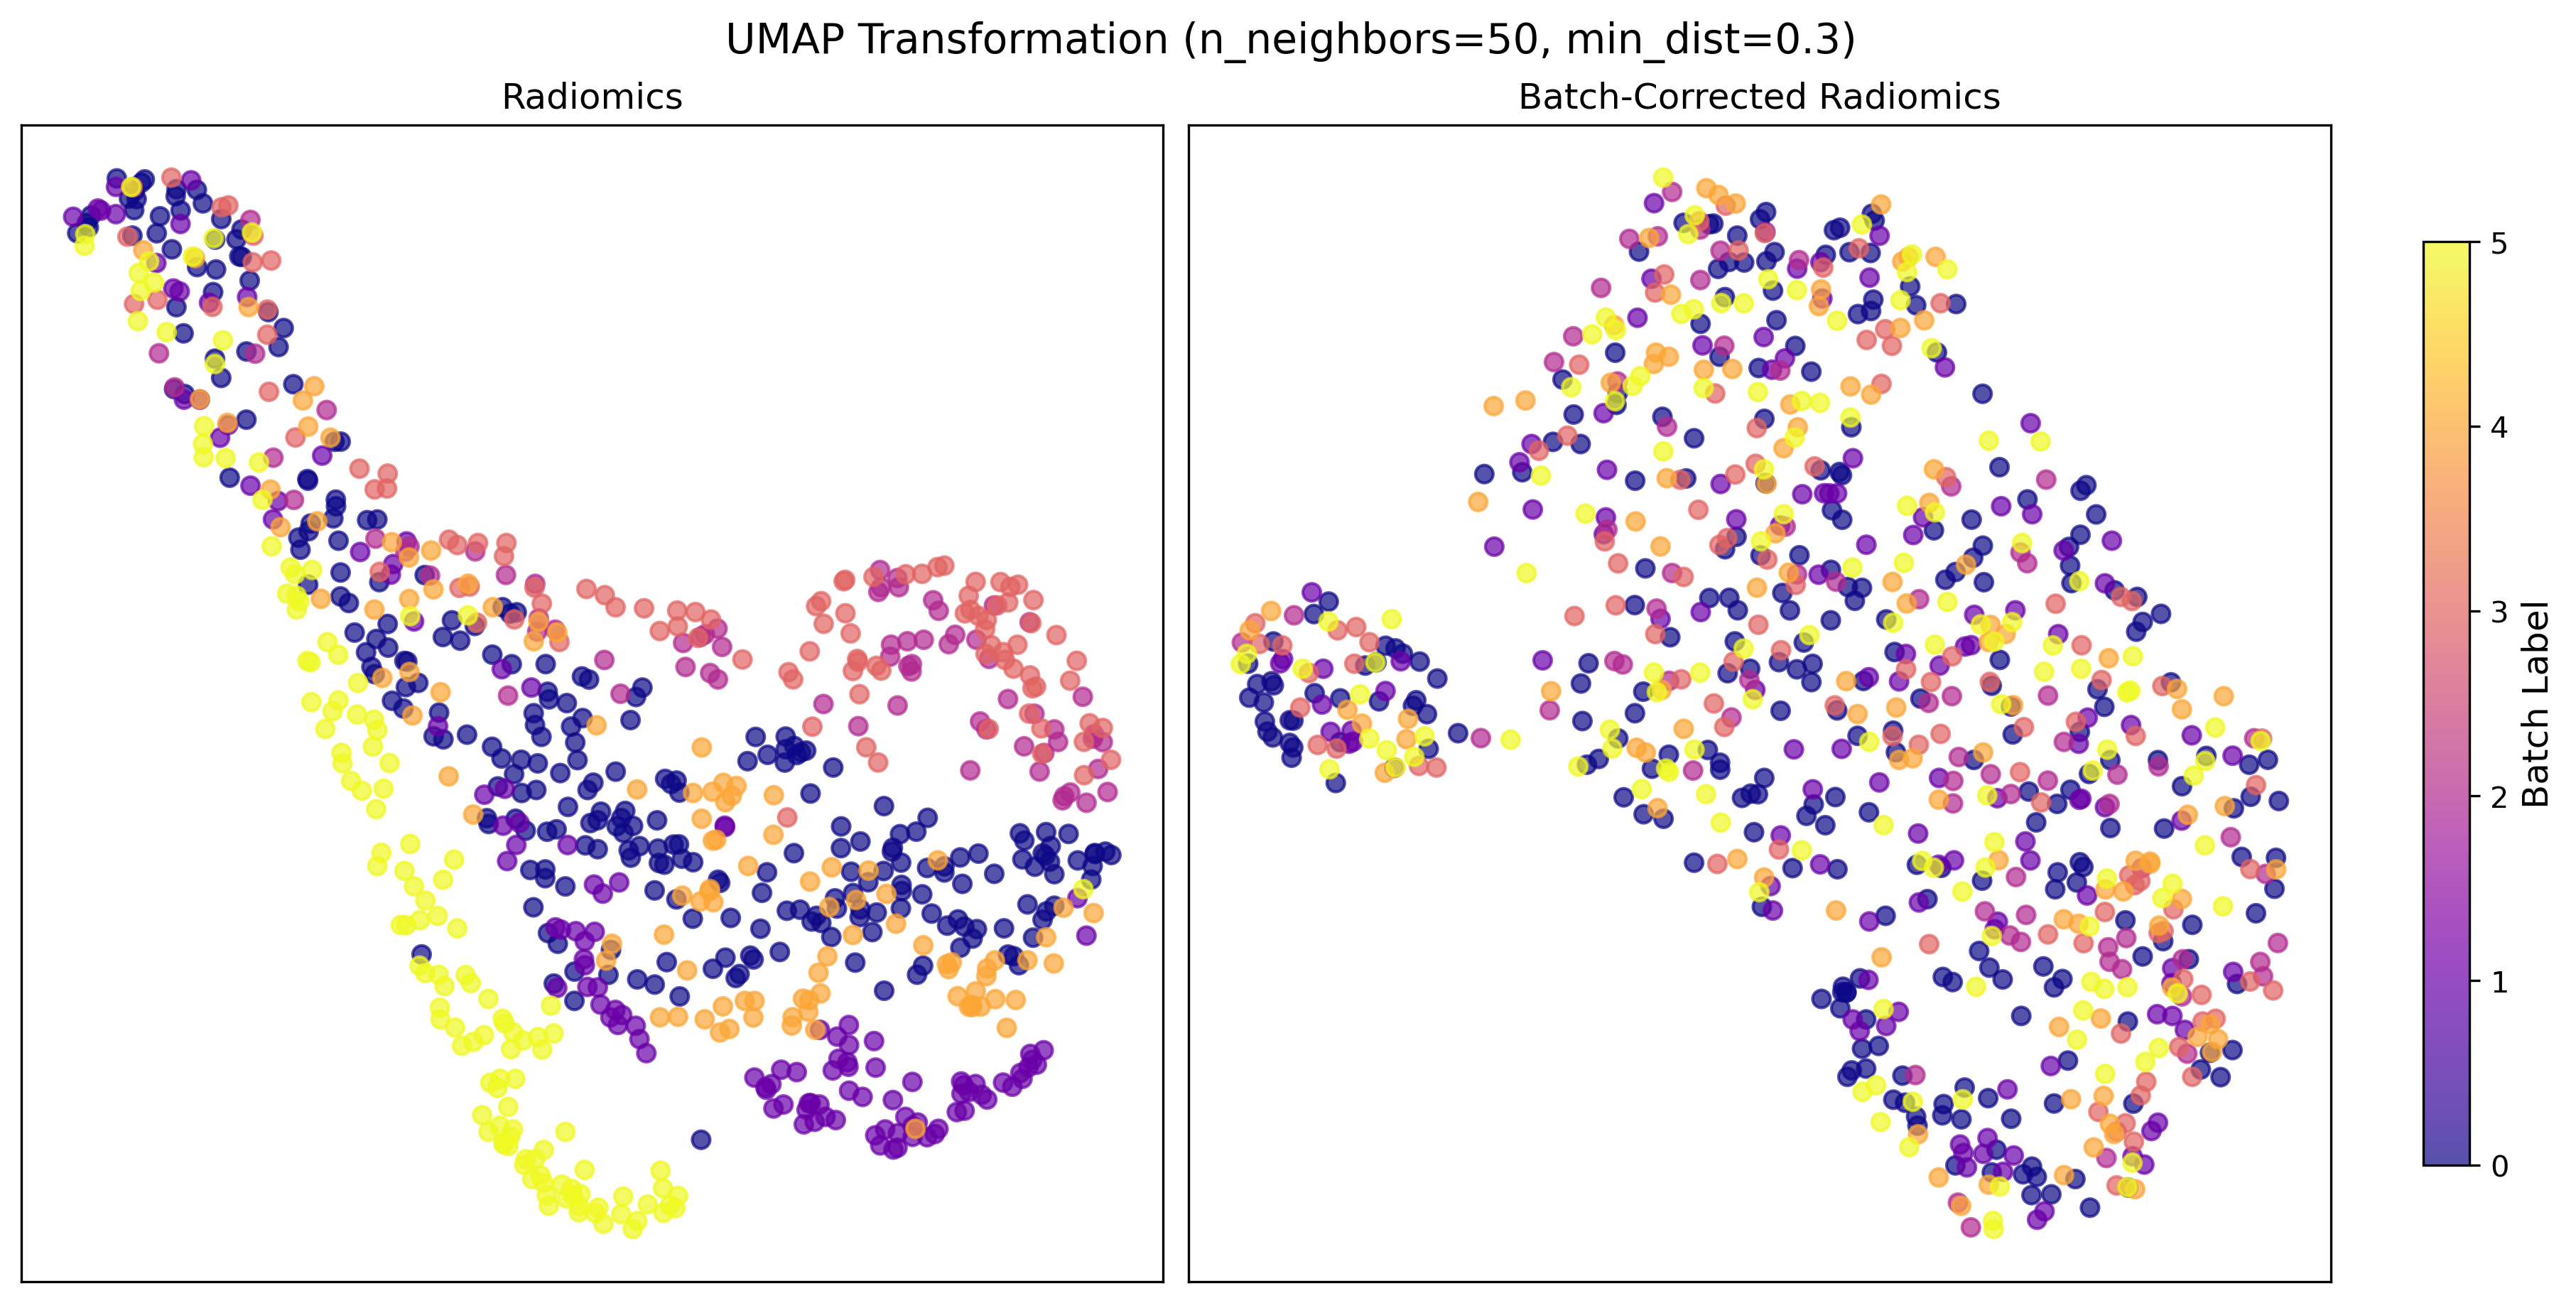 UMAP Transformation (n_neighbors=50, min_dist=0.3)
Radiomics
Batch-Corrected Radiomics
5
4
3
2
1
0
Batch Label